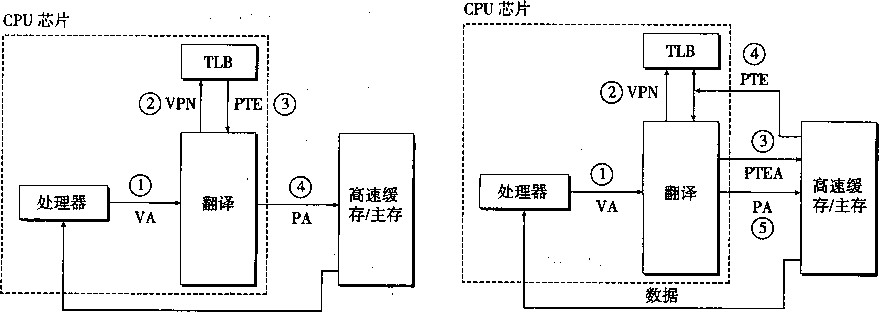 CPU 芯片
TLB
② VPN PTE ③
① VA
处理器
翻译
④ PA
高速缓
存/主存
CPU 芯片
TLB
② VPN
④ PTE
① VA
处理器
翻译
③ PTEA
PA ⑤
高速缓
存/主存
数据